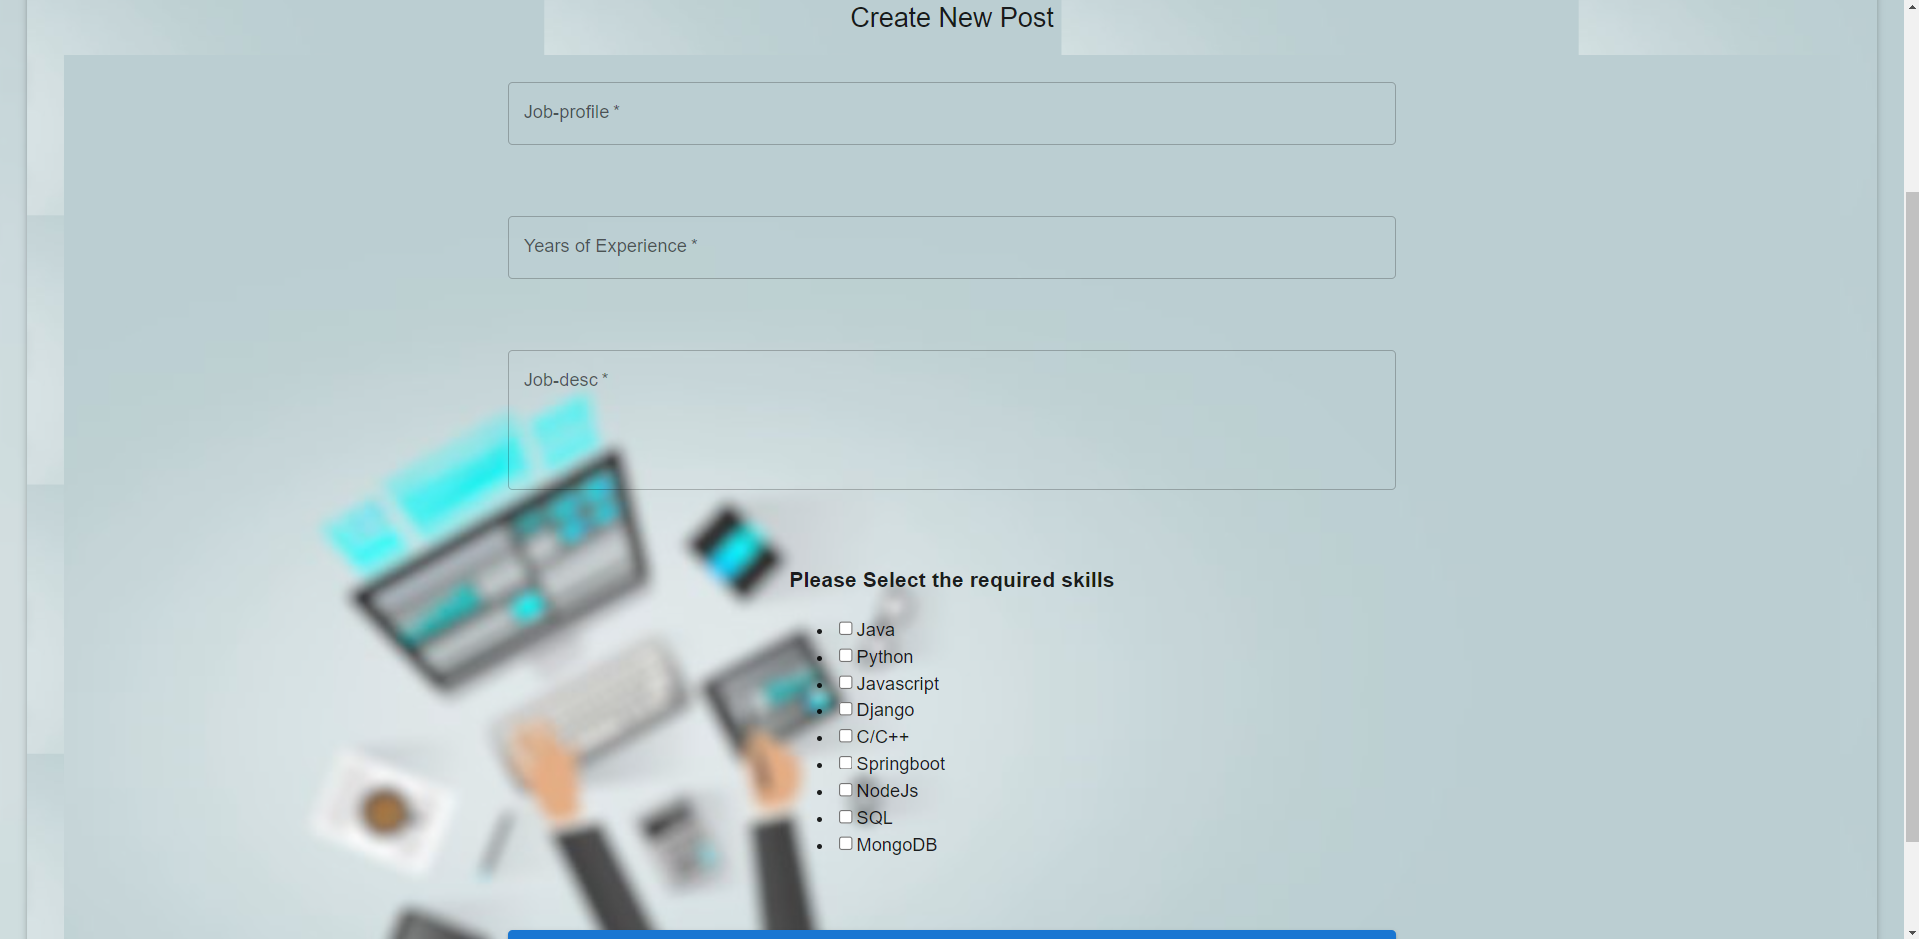 Create New Post
Job-profile *
Years of Experience *
Job-desc *
Please Select the required skills
Java
Python
Javascript
Django
C/C++
Springboot
NodeJs
SQL
MongoDB